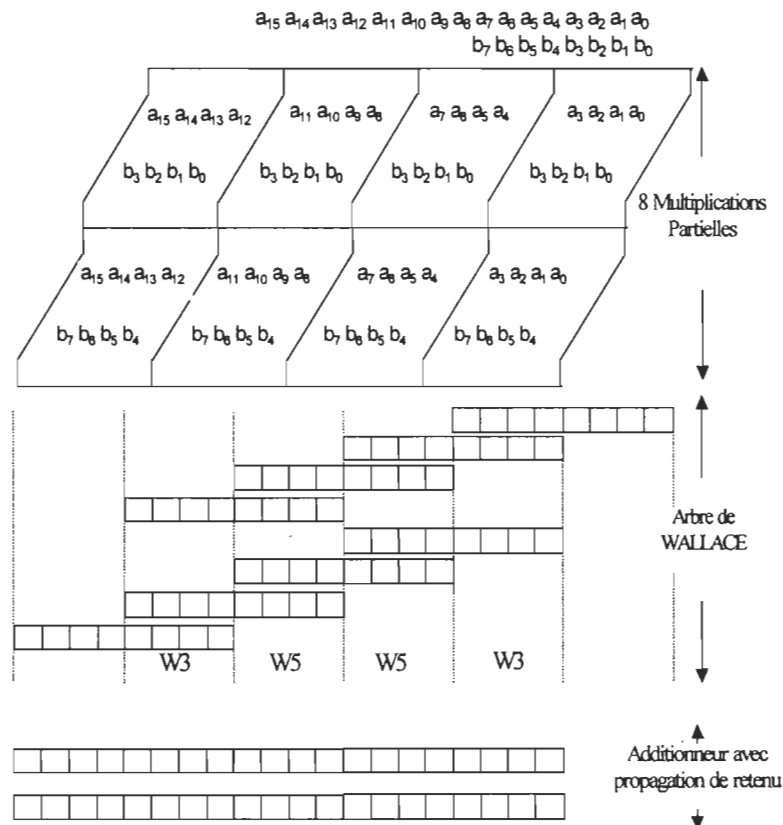 a₁₅ a₁₄ a₁₃ a₁₂ a₁₁ a₁₀ a₉ a₈ a₇ a₆ a₅ a₄ a₃ a₂ a₁ a₀
b₇ b₆ b₅ b₄ b₃ b₂ b₁ b₀
a₁₅ a₁₄ a₁₃ a₁₂ a₁₁ a₁₀ a₉ a₈ a₇ a₆ a₅ a₄ a₃ a₂ a₁ a₀
b₃ b₂ b₁ b₀ b₃ b₂ b₁ b₀ b₃ b₂ b₁ b₀ b₃ b₂ b₁ b₀
8 Multiplications
Partielles
a₁₅ a₁₄ a₁₃ a₁₂ a₁₁ a₁₀ a₉ a₈ a₇ a₆ a₅ a₄ a₃ a₂ a₁ a₀
b₇ b₆ b₅ b₄ b₇ b₆ b₅ b₄ b₇ b₆ b₅ b₄ b₇ b₆ b₅ b₄
Arbre de
WALLACE
W3 W5 W5 W3
Additionneur avec
propagation de retenu